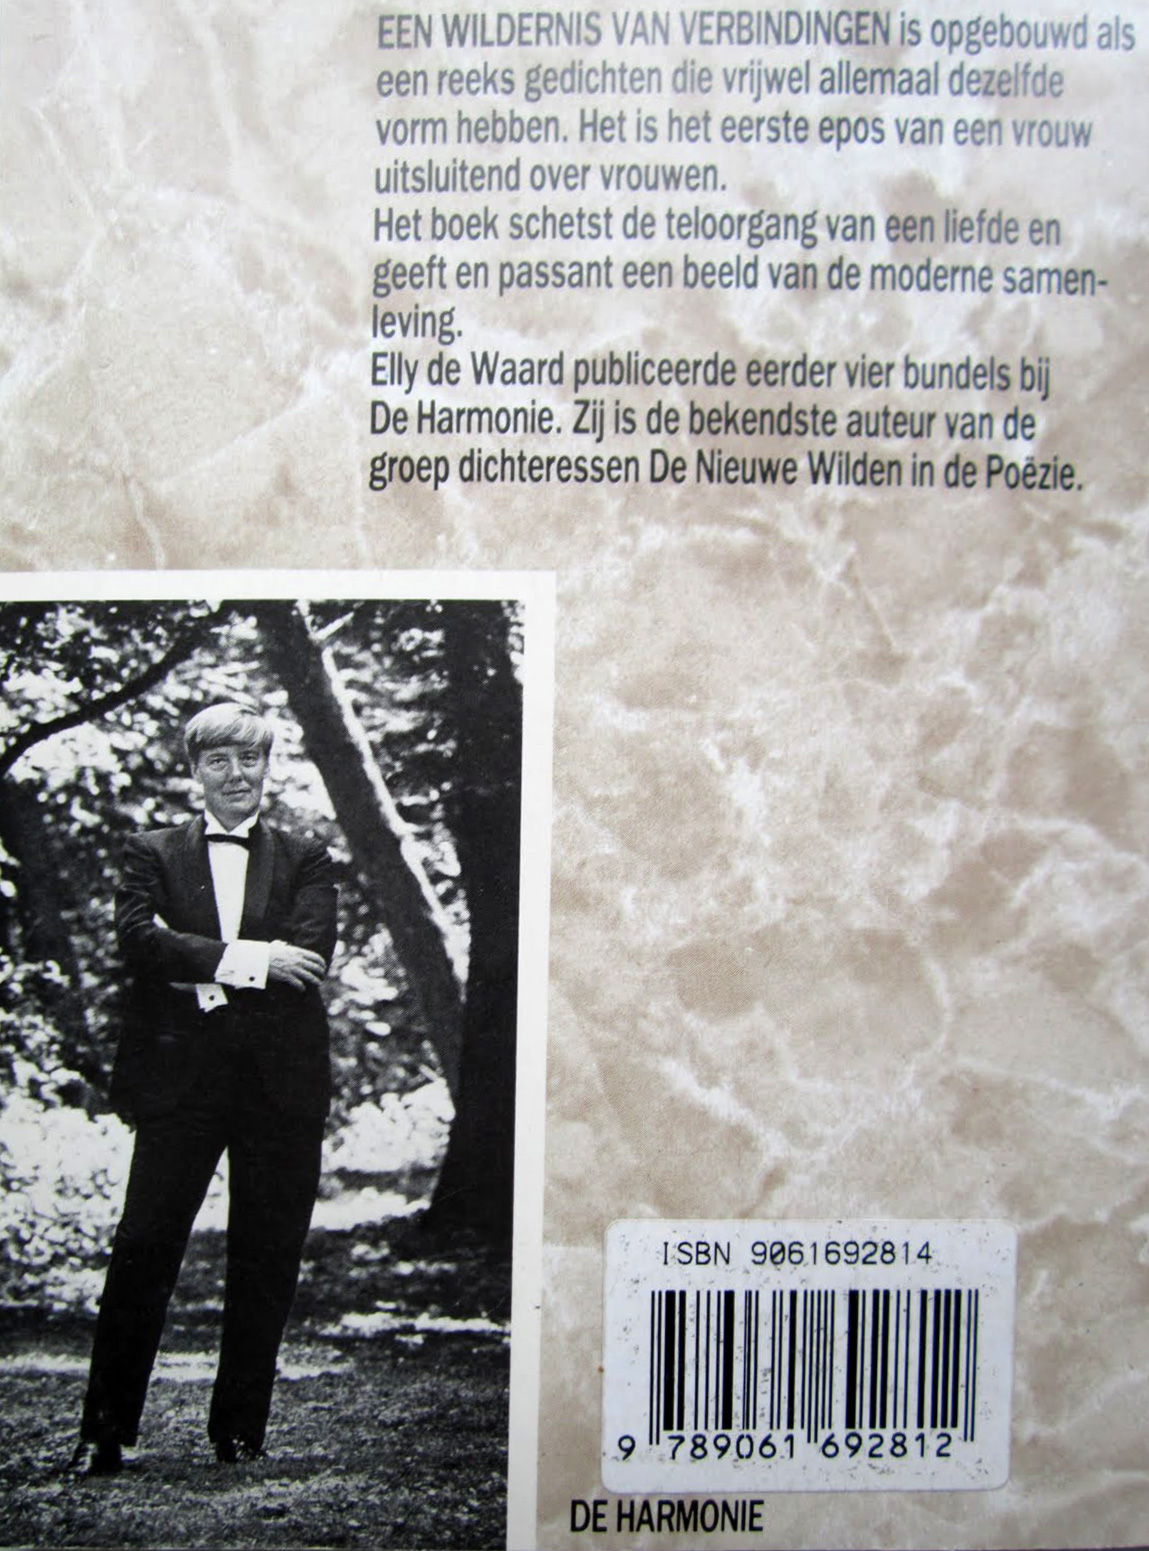 EEN WILDERNIS VAN VERBINDINGEN is opgebouwd als
een reeks gedichten die vrijwel allemaal dezelfde
vorm hebben. Het is het eerste epos van een vrouw
uitsluitend over vrouwen.
Het boek schetst de teloorgang van een liefde en
geeft en passant een beeld van de moderne samen-
leving.
Elly de Waard publiceerde eerder vier bundels bij
De Harmonie. Zij is de bekendste auteur van de
groep dichteressen De Nieuwe Wilden in de Poëzie.
ISBN 9061692814
9 789061 692812
DE HARMONIE